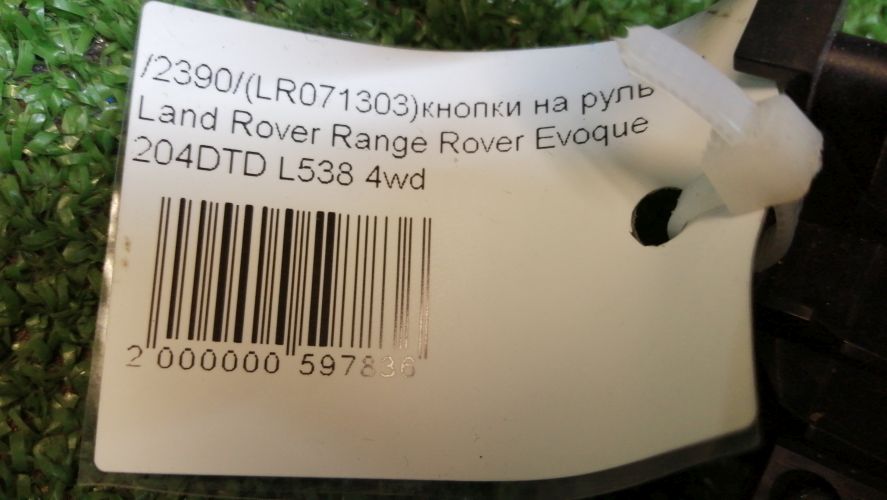 /2390/(LR071303)кнопки на руль
Land Rover Range Rover Evoque
204DTD L538 4wd
2 000000 597836